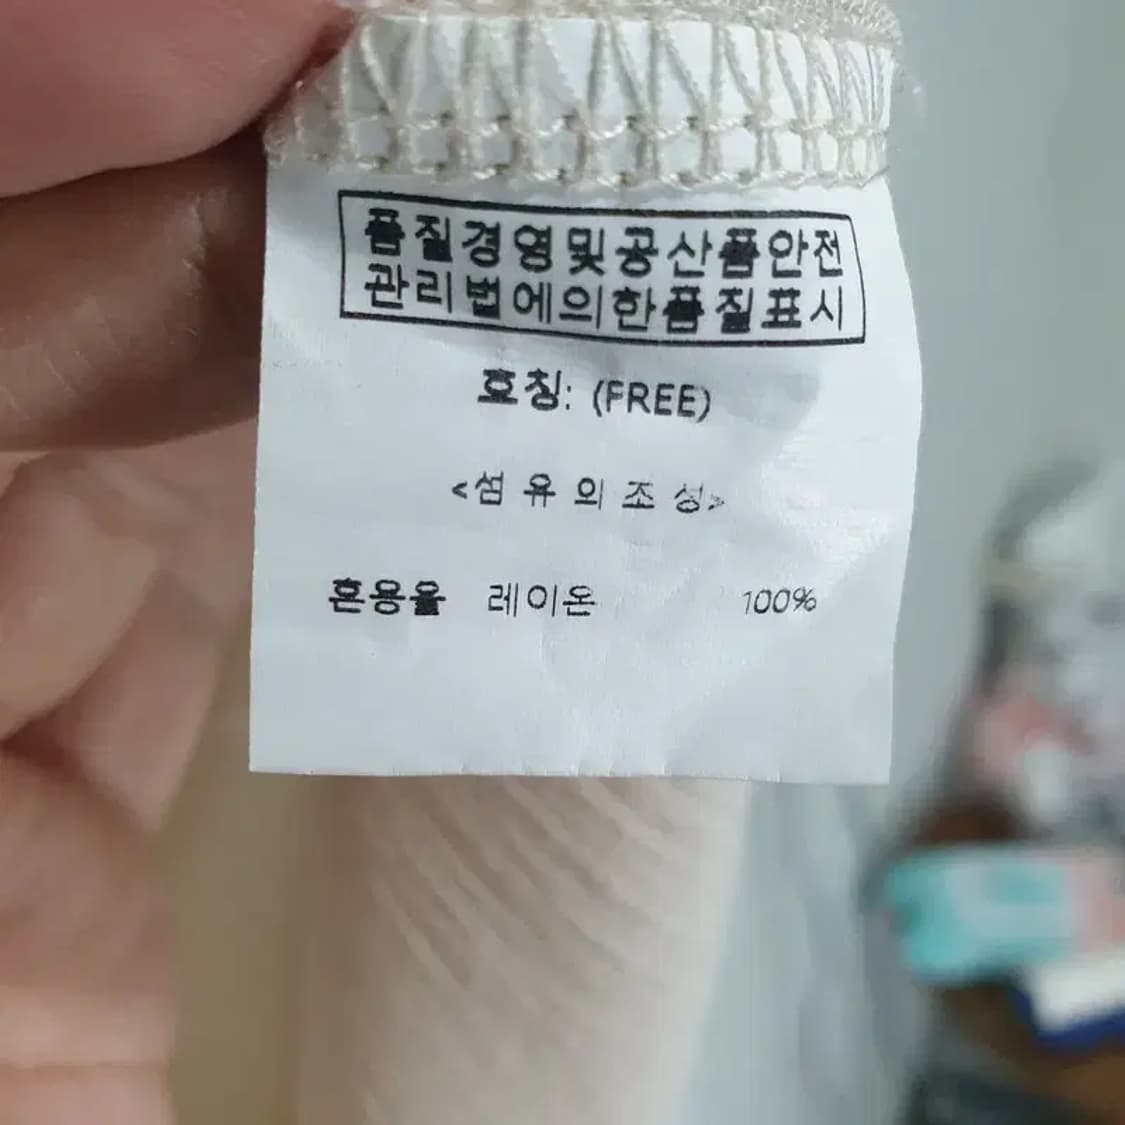 품질경영및공산품안전
관리법에의한품질표시
호칭: (FREE)
<섬유의조성>
혼용율 레이온 100%